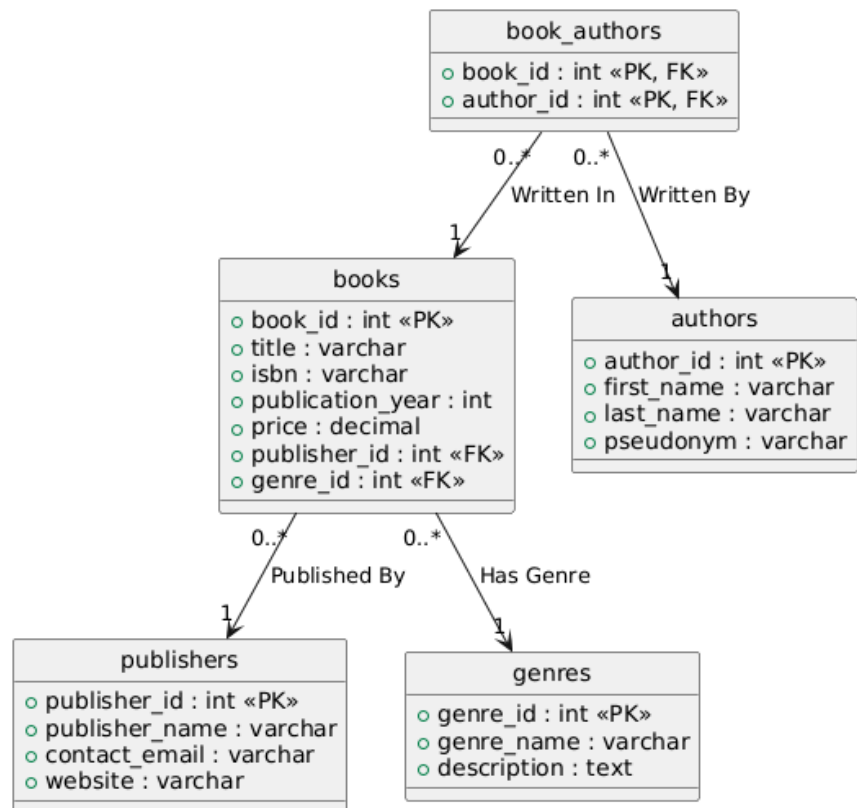 book_authors
book_id : int «PK, FK»
author_id : int «PK, FK»
0..*
0..*
Written In
Written By
1
1
books
book_id : int «PK»
title : varchar
isbn : varchar
publication_year : int
price : decimal
publisher_id : int «FK»
genre_id : int «FK»
authors
author_id : int «PK»
first_name : varchar
last_name : varchar
pseudonym : varchar
0..*
0..*
Published By
Has Genre
1
1
publishers
publisher_id : int «PK»
publisher_name : varchar
contact_email : varchar
website : varchar
genres
genre_id : int «PK»
genre_name : varchar
description : text